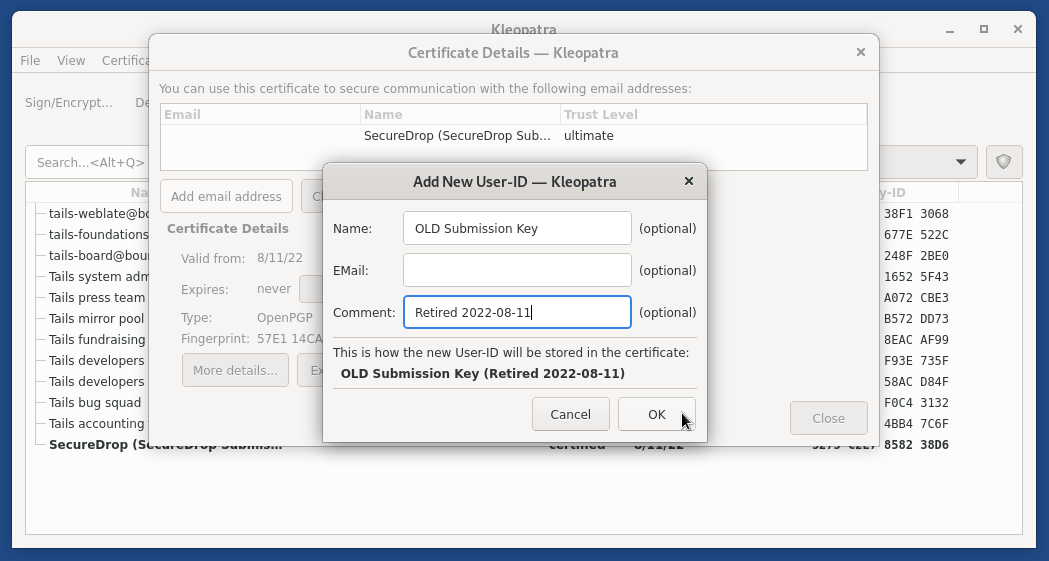 Kleopatra
Certificate Details — Kleopatra
File View Certifica
You can use this certificate to secure communication with the following email addresses:
Sign/Encrypt... De
Email Name Trust Level
SecureDrop (SecureDrop Sub... ultimate
Search...<Alt+Q>
Add New User-ID — Kleopatra
Add email address
Name: OLD Submission Key (optional)
EMail: (optional)
Comment: Retired 2022-08-11 (optional)
This is how the new User-ID will be stored in the certificate:
OLD Submission Key (Retired 2022-08-11)
Cancel OK
Certificate Details
Valid from: 8/11/22
Expires: never
Type: OpenPGP
Fingerprint: 57E1 14CA
More details... Ex
Close
Na y-ID
tails-weblate@bo 38F1 3068
tails-foundations 677E 522C
tails-board@bour 248F 2BE0
Tails system adm 1652 5F43
Tails press team A072 CBE3
Tails mirror pool B572 DD73
Tails fundraising 8EAC AF99
Tails developers F93E 735F
Tails developers 58AC D84F
Tails bug squad F0C4 3132
Tails accounting 4BB4 7C6F
SecureDrop (SecureDrop Submis... certified 8/11/22 8582 38D6